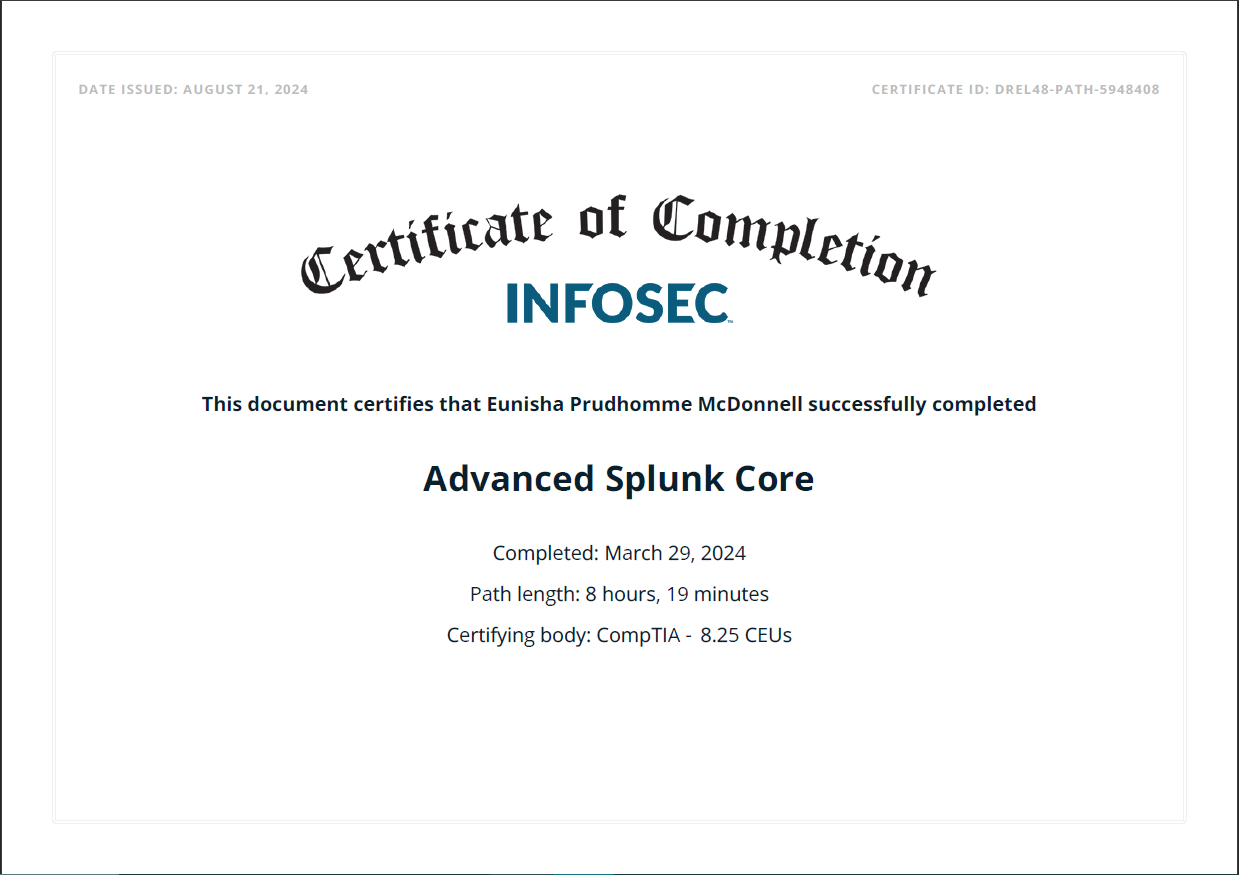 DATE ISSUED: AUGUST 21, 2024
CERTIFICATE ID: DREL48-PATH-5948408
Certificate of Completion
INFOSEC™
This document certifies that Eunisha Prudhomme McDonnell successfully completed
Advanced Splunk Core
Completed: March 29, 2024
Path length: 8 hours, 19 minutes
Certifying body: CompTIA - 8.25 CEUs